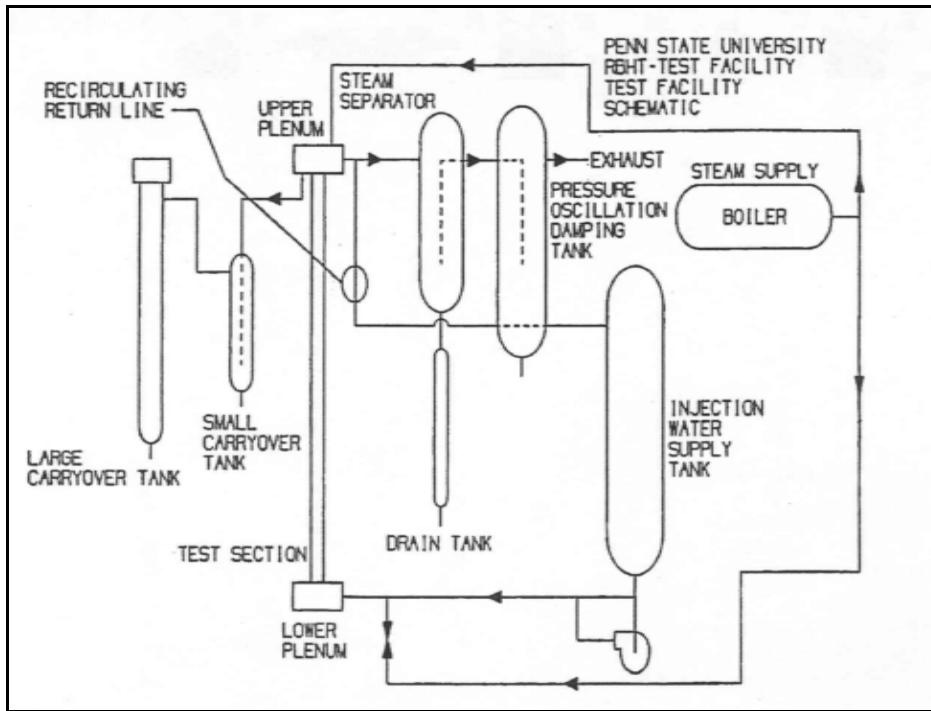 PENN STATE UNIVERSITY
RBHT-TEST FACILITY
TEST FACILITY
SCHEMATIC
RECIRCULATING
RETURN LINE
STEAM
SEPARATOR
UPPER
PLENUM
EXHAUST
STEAM SUPPLY
BOILER
PRESSURE
OSCILLATION
DAMPING
TANK
INJECTION
WATER
SUPPLY
TANK
SMALL
CARRYOVER
TANK
LARGE
CARRYOVER TANK
DRAIN TANK
TEST SECTION
LOWER
PLENUM